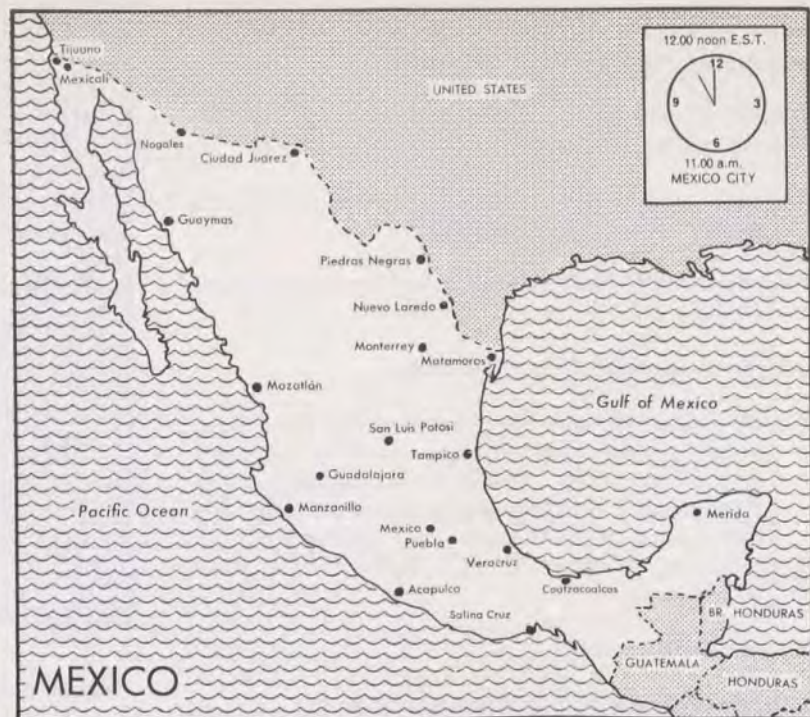 12.00 noon E.S.T.
12
9
3
6
11.00 a.m.
MEXICO CITY
UNITED STATES
Tijuana
Mexicali
Nogales
Ciudad Juarez
Guaymas
Piedras Negras
Nuevo Laredo
Monterrey
Matamoros
Mazatlán
Gulf of Mexico
San Luis Potosi
Tampico
Guadalajara
Pacific Ocean
Manzanillo
Merida
Mexico
Puebla
Veracruz
Coatzacoalcos
Acapulco
Salina Cruz
BR. HONDURAS
GUATEMALA
HONDURAS
MEXICO